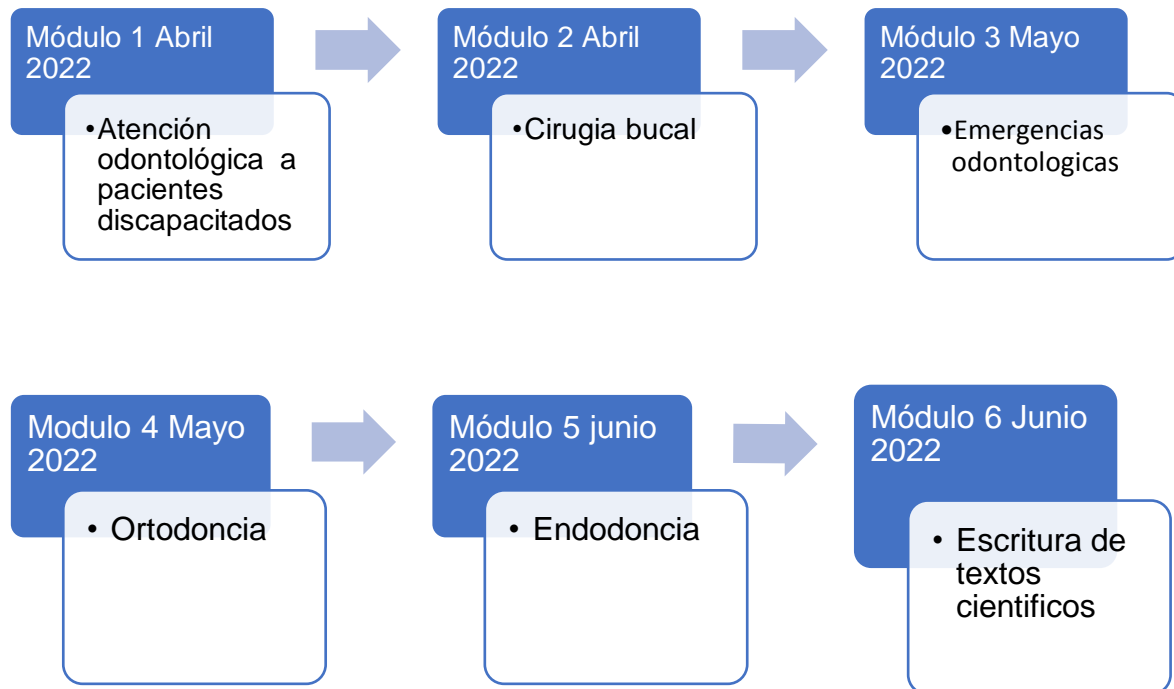 Módulo 1 Abril
2022
•Atención
odontológica a
pacientes
discapacitados
Módulo 2 Abril
2022
•Cirugia bucal
Módulo 3 Mayo
2022
•Emergencias
odontologicas
Modulo 4 Mayo
2022
• Ortodoncia
Módulo 5 junio
2022
• Endodoncia
Módulo 6 Junio
2022
• Escritura de
textos
cientificos